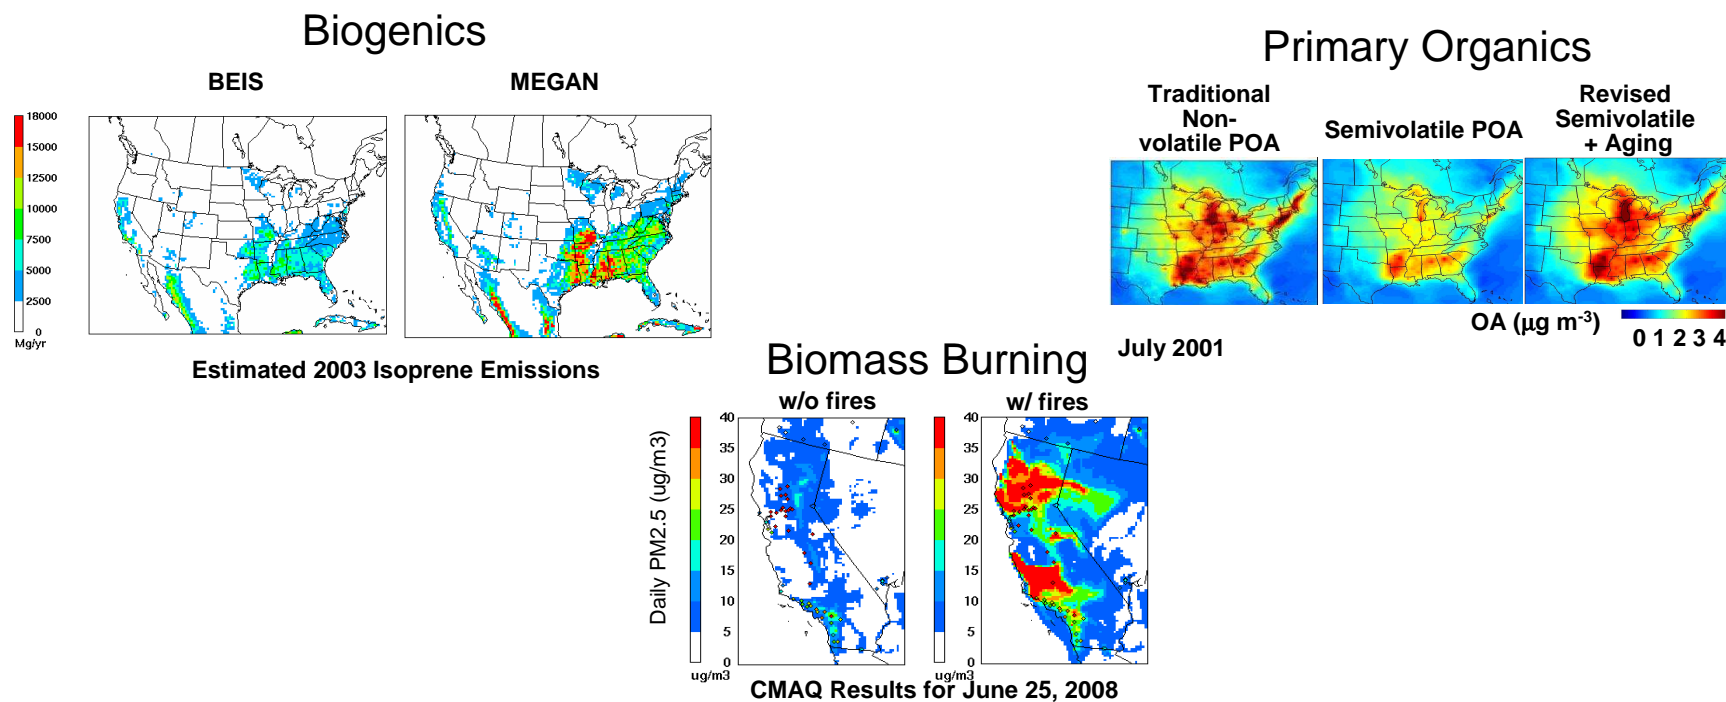 Biogenics
BEIS
MEGAN
18000
15000
12500
10000
7500
5000
2500
0
Mg/yr
Estimated 2003 Isoprene Emissions
Primary Organics
Traditional
Non-
volatile POA
Semivolatile POA
Revised
Semivolatile
+ Aging
OA (μg m-3)
0 1 2 3 4
July 2001
Biomass Burning
w/o fires
w/ fires
Daily PM2.5 (ug/m3)
40
35
30
25
20
15
10
5
0
ug/m3
40
35
30
25
20
15
10
5
0
ug/m3
CMAQ Results for June 25, 2008